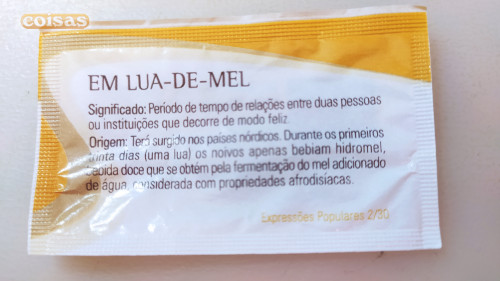 coisas
EM LUA-DE-MEL
Significado: Período de tempo de relações entre duas pessoas
ou instituições que decorre de modo feliz.
Origem: Terá surgido nos países nórdicos. Durante os primeiros
trinta dias (uma lua) os noivos apenas bebiam hidromel,
bebida doce que se obtém pela fermentação do mel adicionado
de água, considerada com propriedades afrodisíacas.
Expressões Populares 2/30